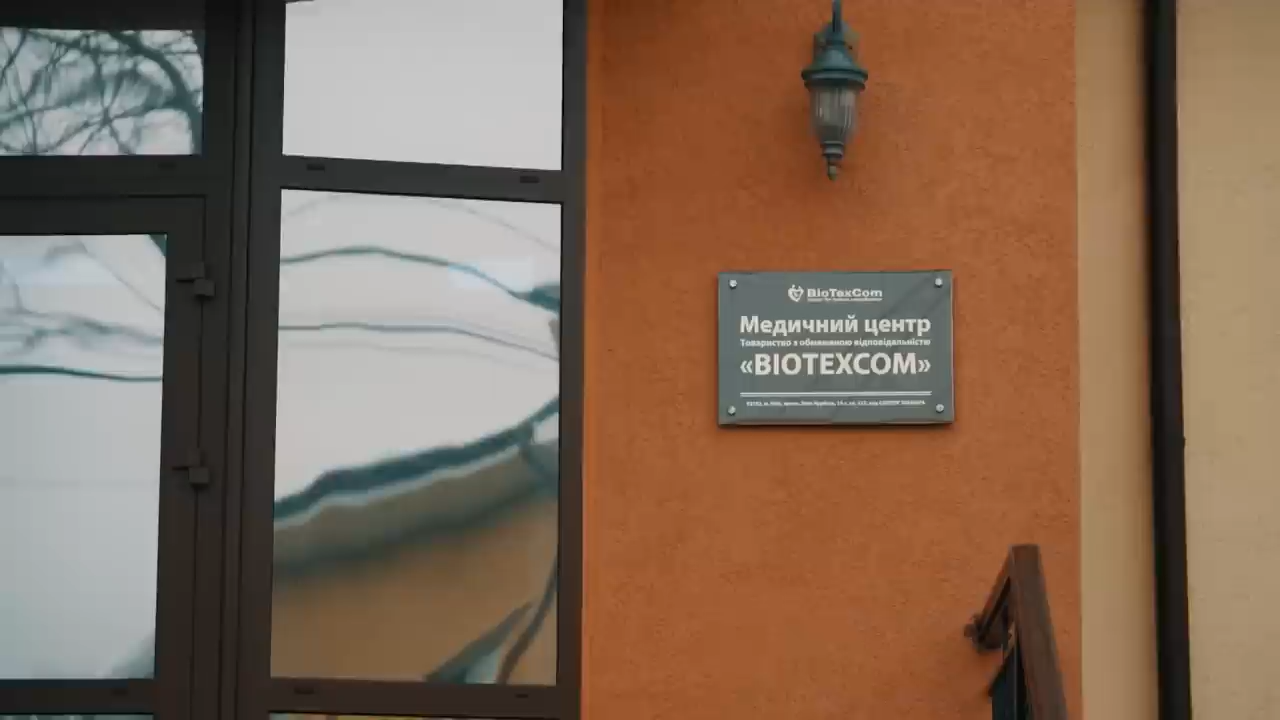 BioTexCom
Медичний центр
Товариство з обмеженою відповідальністю
«BIOTEXCOM»